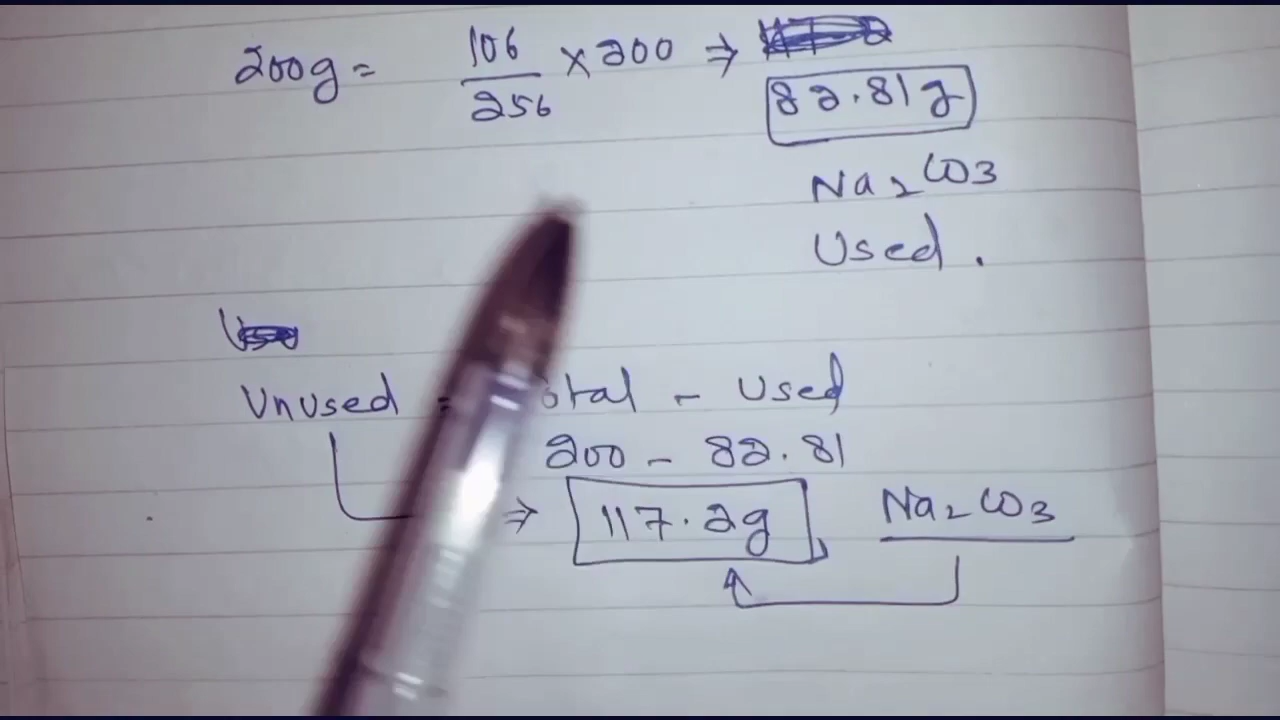 200g = 106/256 × 200 ⇒
82.81g
Na2CO3
Used.
Unused = otal - Used
200 - 82.81
⇒ 117.2g Na2CO3